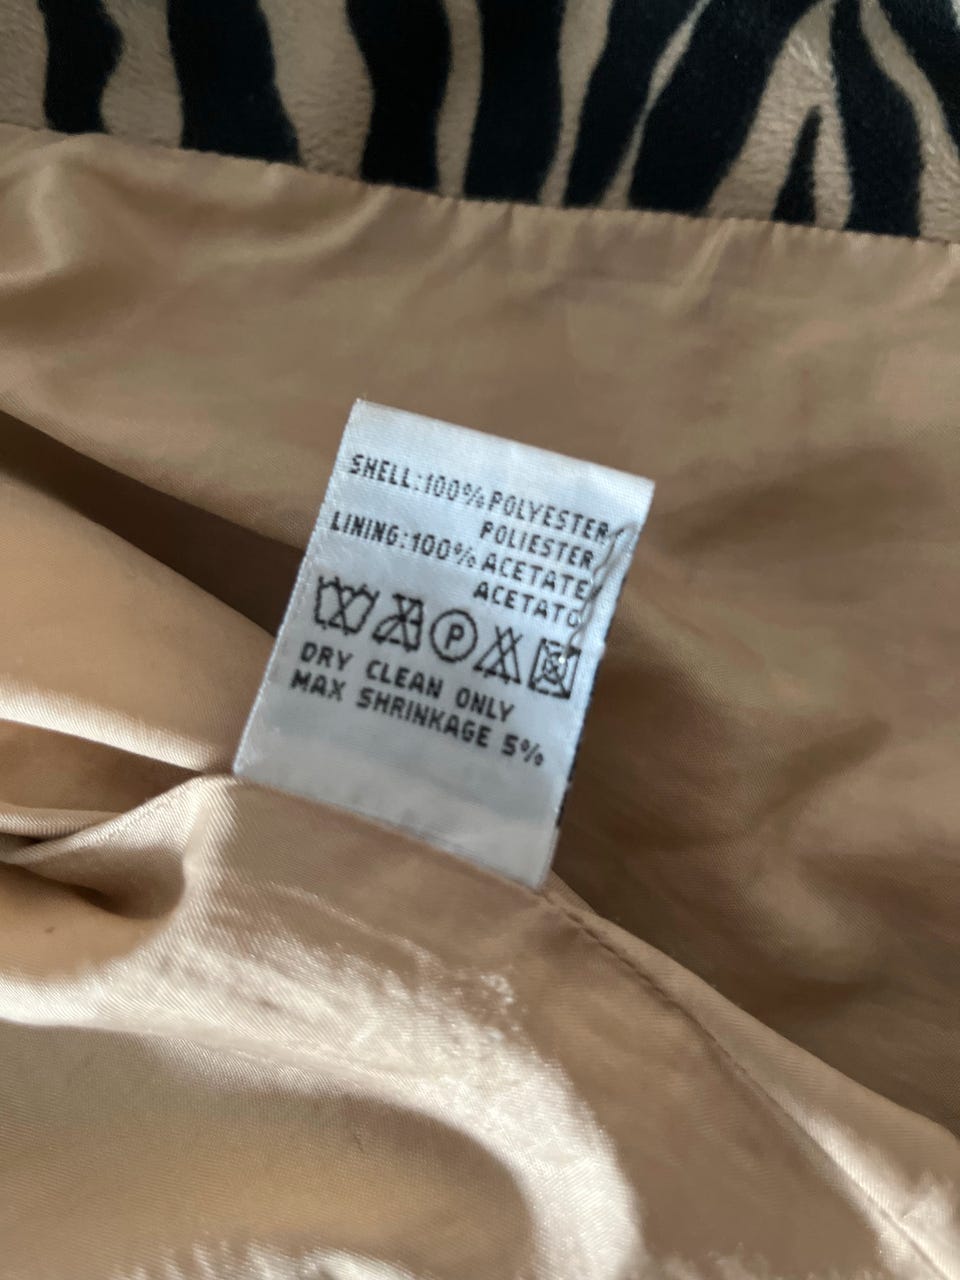 SHELL:100%POLYESTER
POLIESTER
LINING:100%ACETATE
ACETATO
P
DRY CLEAN ONLY
MAX SHRINKAGE 5%